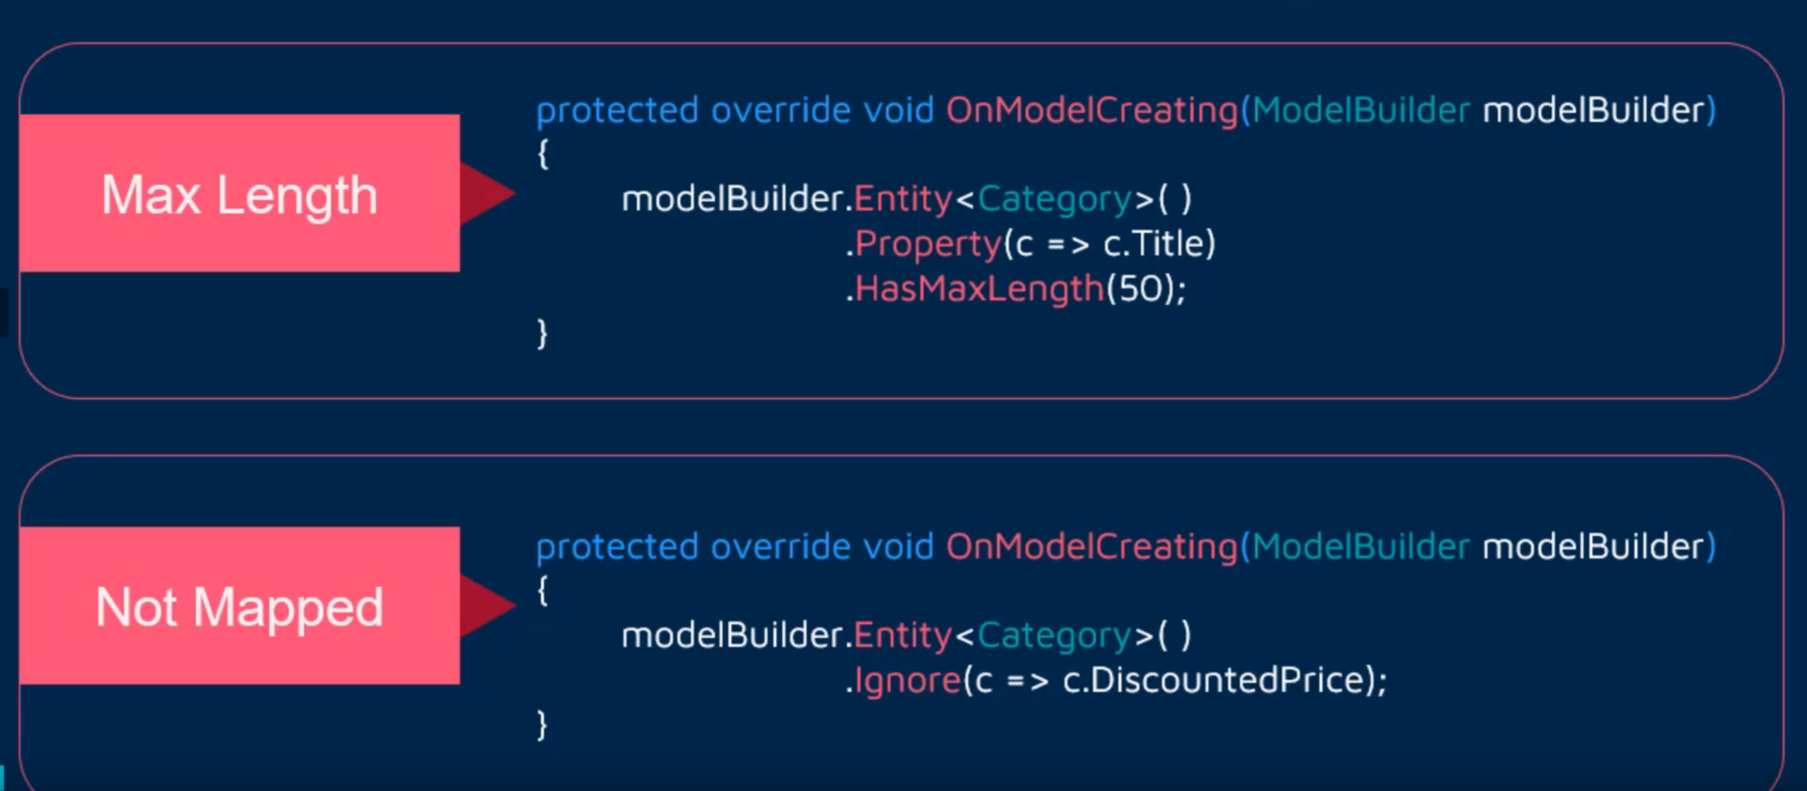 Max Length
protected override void OnModelCreating(ModelBuilder modelBuilder)
{
modelBuilder.Entity<Category>( )
.Property(c => c.Title)
.HasMaxLength(50);
}
Not Mapped
protected override void OnModelCreating(ModelBuilder modelBuilder)
{
modelBuilder.Entity<Category>( )
.Ignore(c => c.DiscountedPrice);
}